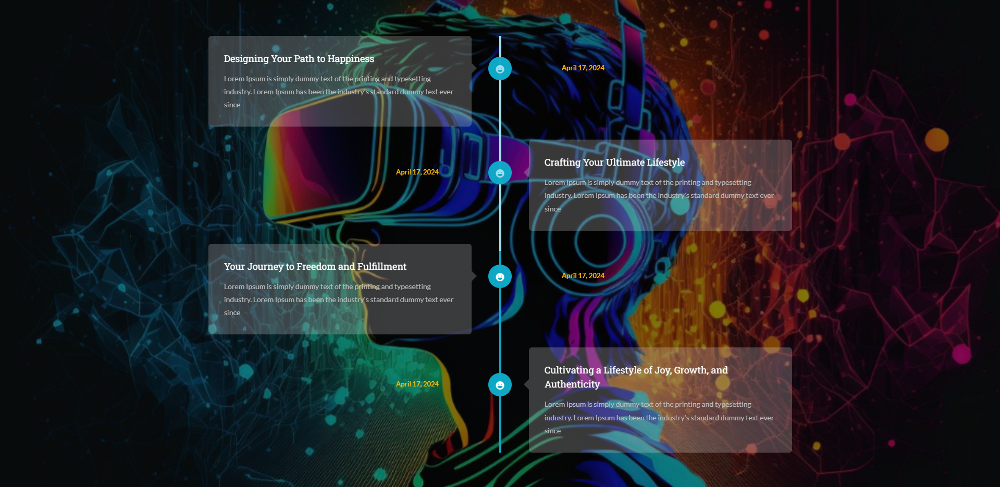 Designing Your Path to Happiness
Lorem Ipsum is simply dummy text of the printing and typesetting
industry. Lorem Ipsum has been the industry's standard dummy text ever
since
April 17, 2024
April 17, 2024
Crafting Your Ultimate Lifestyle
Lorem Ipsum is simply dummy text of the printing and typesetting
industry. Lorem Ipsum has been the industry's standard dummy text ever
since
Your Journey to Freedom and Fulfillment
Lorem Ipsum is simply dummy text of the printing and typesetting
industry. Lorem Ipsum has been the industry's standard dummy text ever
since
April 17, 2024
April 17, 2024
Cultivating a Lifestyle of Joy, Growth, and
Authenticity
Lorem Ipsum is simply dummy text of the printing and typesetting
industry. Lorem Ipsum has been the industry's standard dummy text ever
since